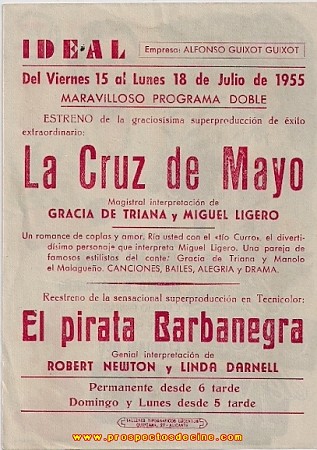 IDEAL
Empresa: ALFONSO GUIXOT GUIXOT
Del Viernes 15 al Lunes 18 de Julio de 1955
MARAVILLOSO PROGRAMA DOBLE
ESTRENO de la graciosísima superproducción de éxito
extraordinario:
La Cruz de Mayo
Magistral interpretación de
GRACIA DE TRIANA y MIGUEL LIGERO
Un romance de coplas y amor. Ría usted con el «tío Curro», el diverti-
dísimo personaje que interpreta Miguel Ligero. Una pareja de
famosos estilistas del cante: Gracia de Triana y Manolo
el Malagueño. CANCIONES, BAILES, ALEGRIA y DRAMA.
Reestreno de la sensacional superproducción en Tecnicolor:
El pirata Barbanegra
Genial interpretación de
ROBERT NEWTON y LINDA DARNELL
Permanente desde 6 tarde
Domingo y Lunes desde 5 tarde
TALLERES TIPOGRAFICOS
ALICANTE
www.prospectosdecine.com